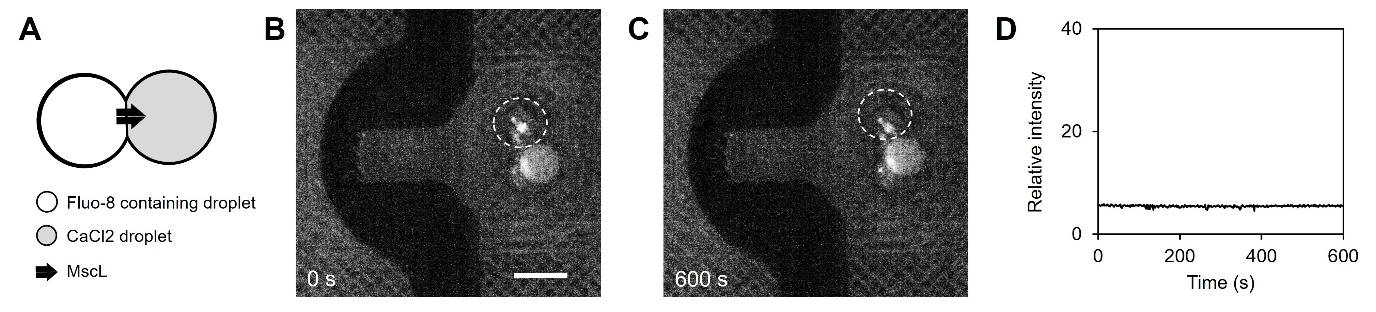 A
Fluo-8 containing droplet
CaCl2 droplet
MscL
B
0 s
C
600 s
D
Relative intensity
40
20
0
0 200 400 600
Time (s)